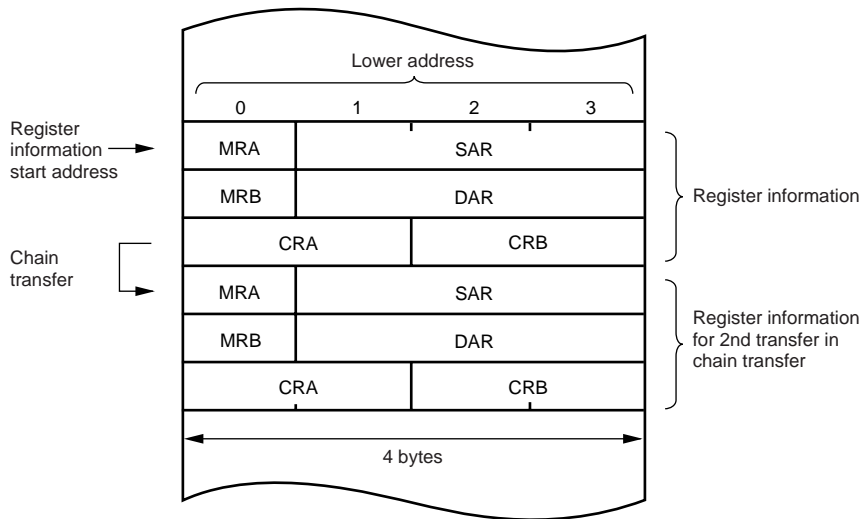 Lower address
0 1 2 3
Register
information
start address
MRA SAR
MRB DAR
CRA CRB
Register information
Chain
transfer
MRA SAR
MRB DAR
CRA CRB
Register information
for 2nd transfer in
chain transfer
4 bytes